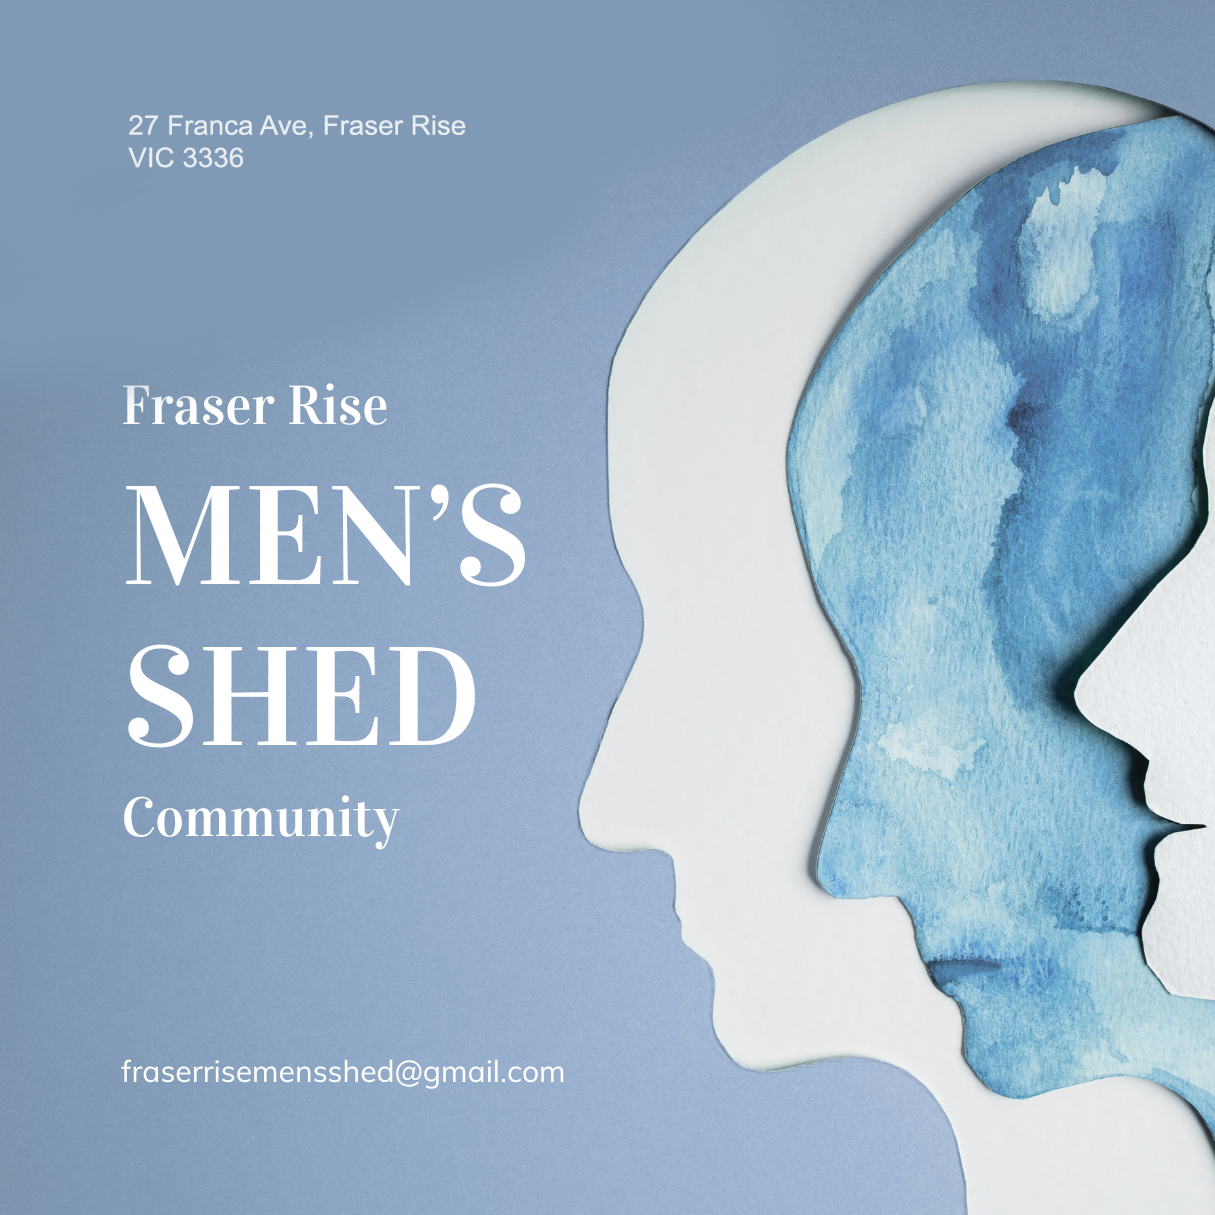 27 Franca Ave, Fraser Rise
VIC 3336
Fraser Rise
MEN’S
SHED
Community
fraserrisemensshed@gmail.com